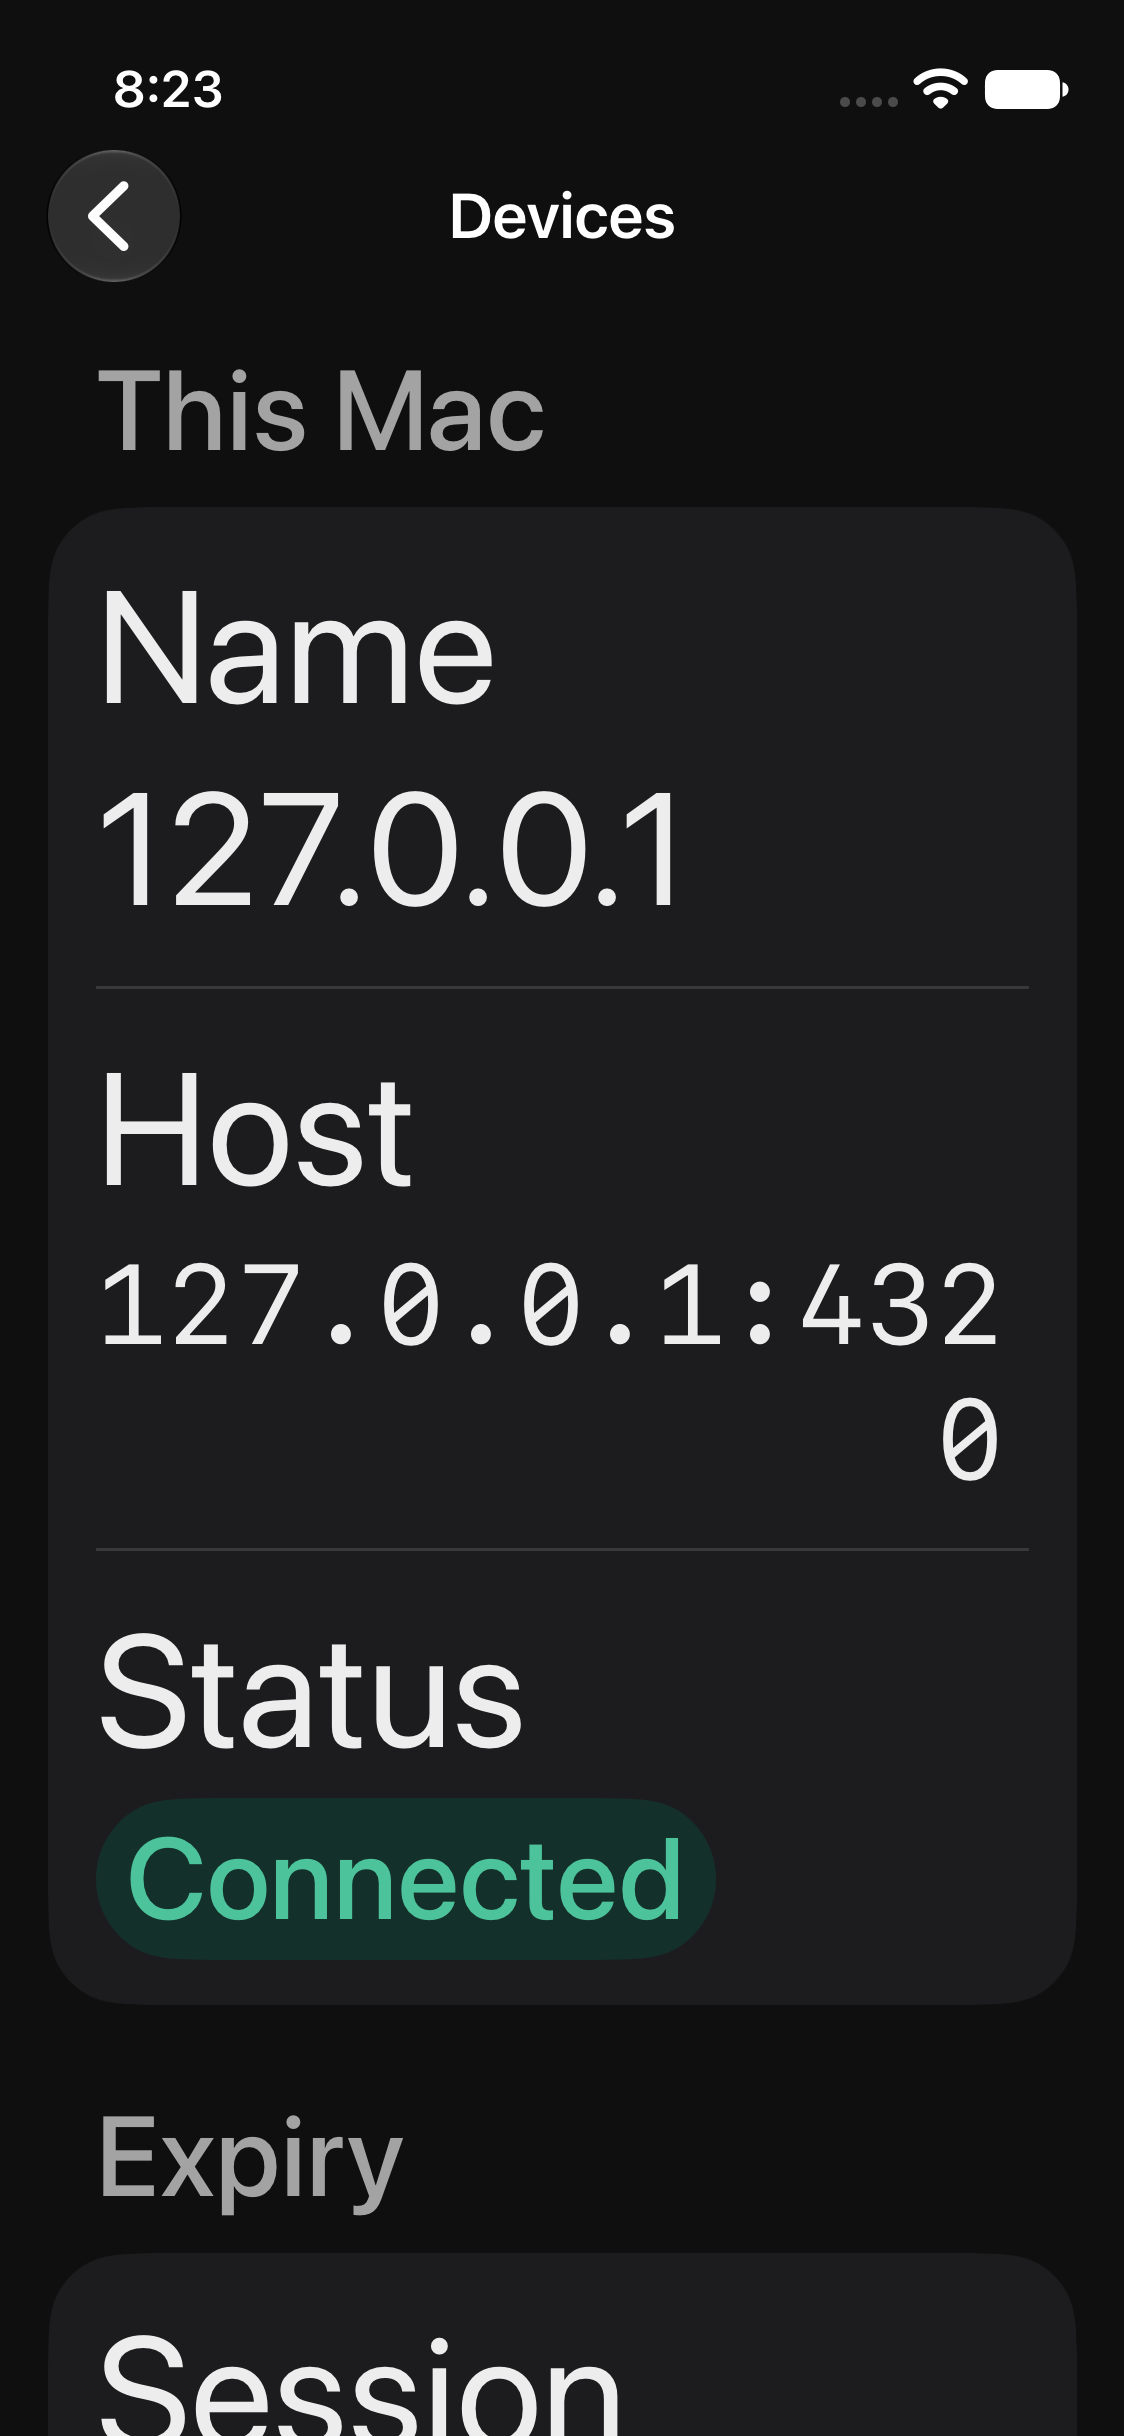 8:23
Devices
This Mac
Name
127.0.0.1
Host
127.0.0.1:432
0
Status
Connected
Expiry
Session